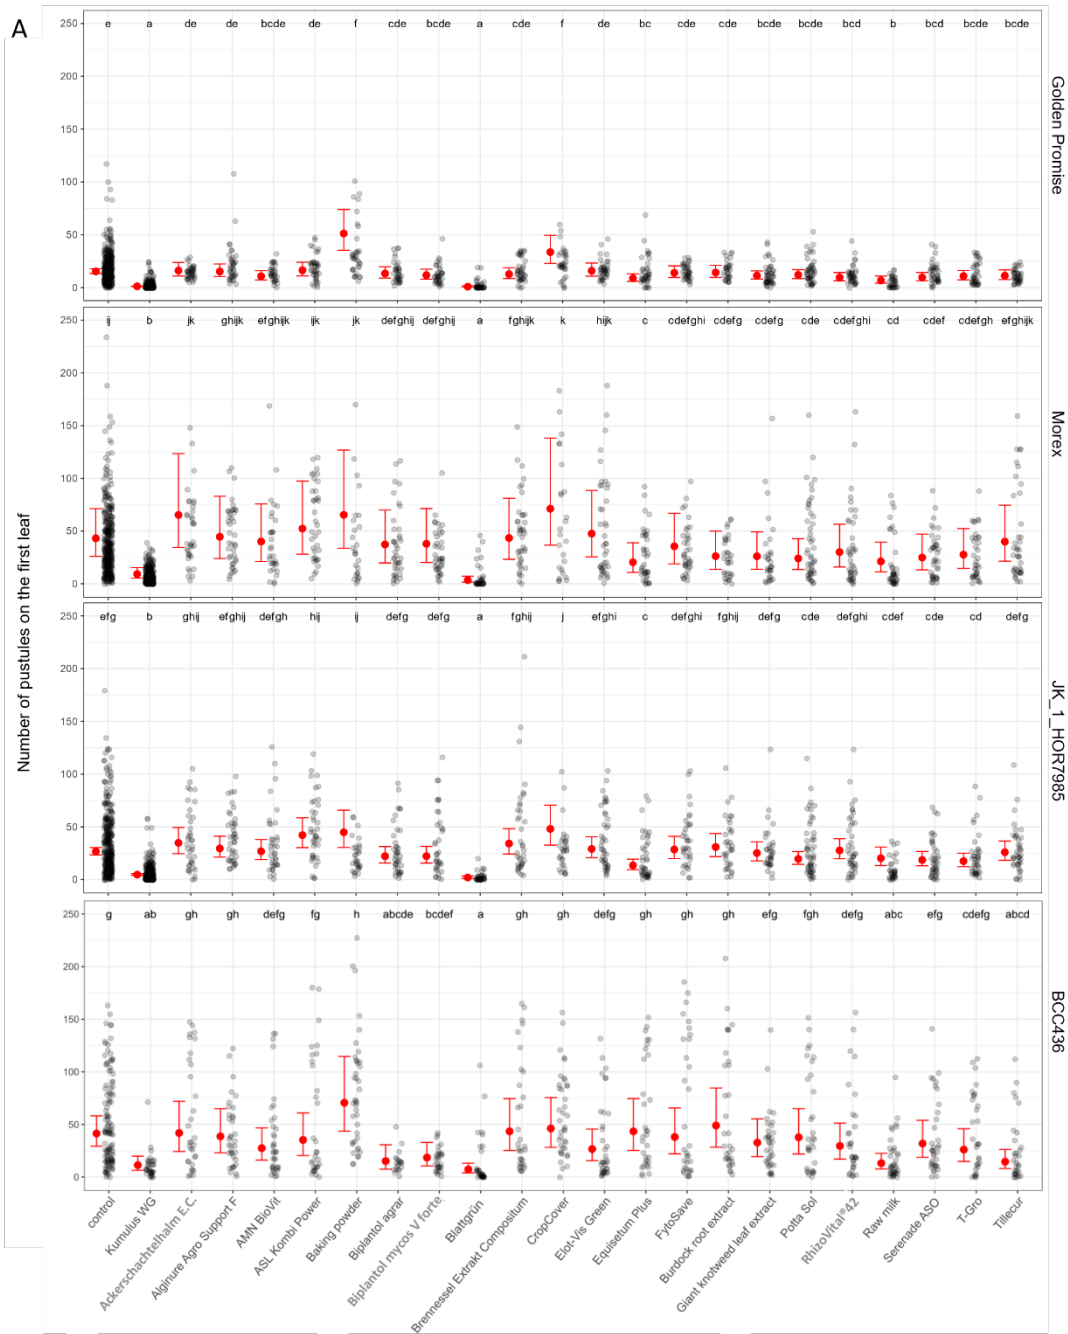 A
Number of pustules on the first leaf
250
200
150
100
50
0
e a de de bcde de f cde bcde a cde f de bc cde cde bcde bcde bcd b bcd bcde bcde
Golden Promise
250
200
150
100
50
0
ij b jk ghijk efghijk ijk jk defghij defghij a fghijk k hijk c cdefghi cdefg cdefg cde cdefghi cd cdef cdefgh efghijk
Morex
250
200
150
100
50
0
efg b ghij efghij defgh hij ij defg defg a fghij j efghi c defghi fghij defg cde defghi cdef cde cd defg
JK_1_HOR7985
250
200
150
100
50
0
g ab gh gh defg fg h abcde bcdef a gh gh defg gh gh gh efg fgh defg abc efg cdefg abcd
BCC436
control
Kumulus WG
Ackerschachtelhalm E.C.
Alginure Agro Support F
AMN BioVit
ASL Kombi Power
Baking powder
Biplantol agrar
Biplantol mycos V forte
Blattgrün
Brennessel Extrakt Compositum
CropCover
Elot-Vis Green
Equisetum Plus
FytoSave
Burdock root extract
Giant knotweed leaf extract
Potta Sol
RhizoVital®42
Raw milk
Serenade ASO
T-Gro
Tillecur